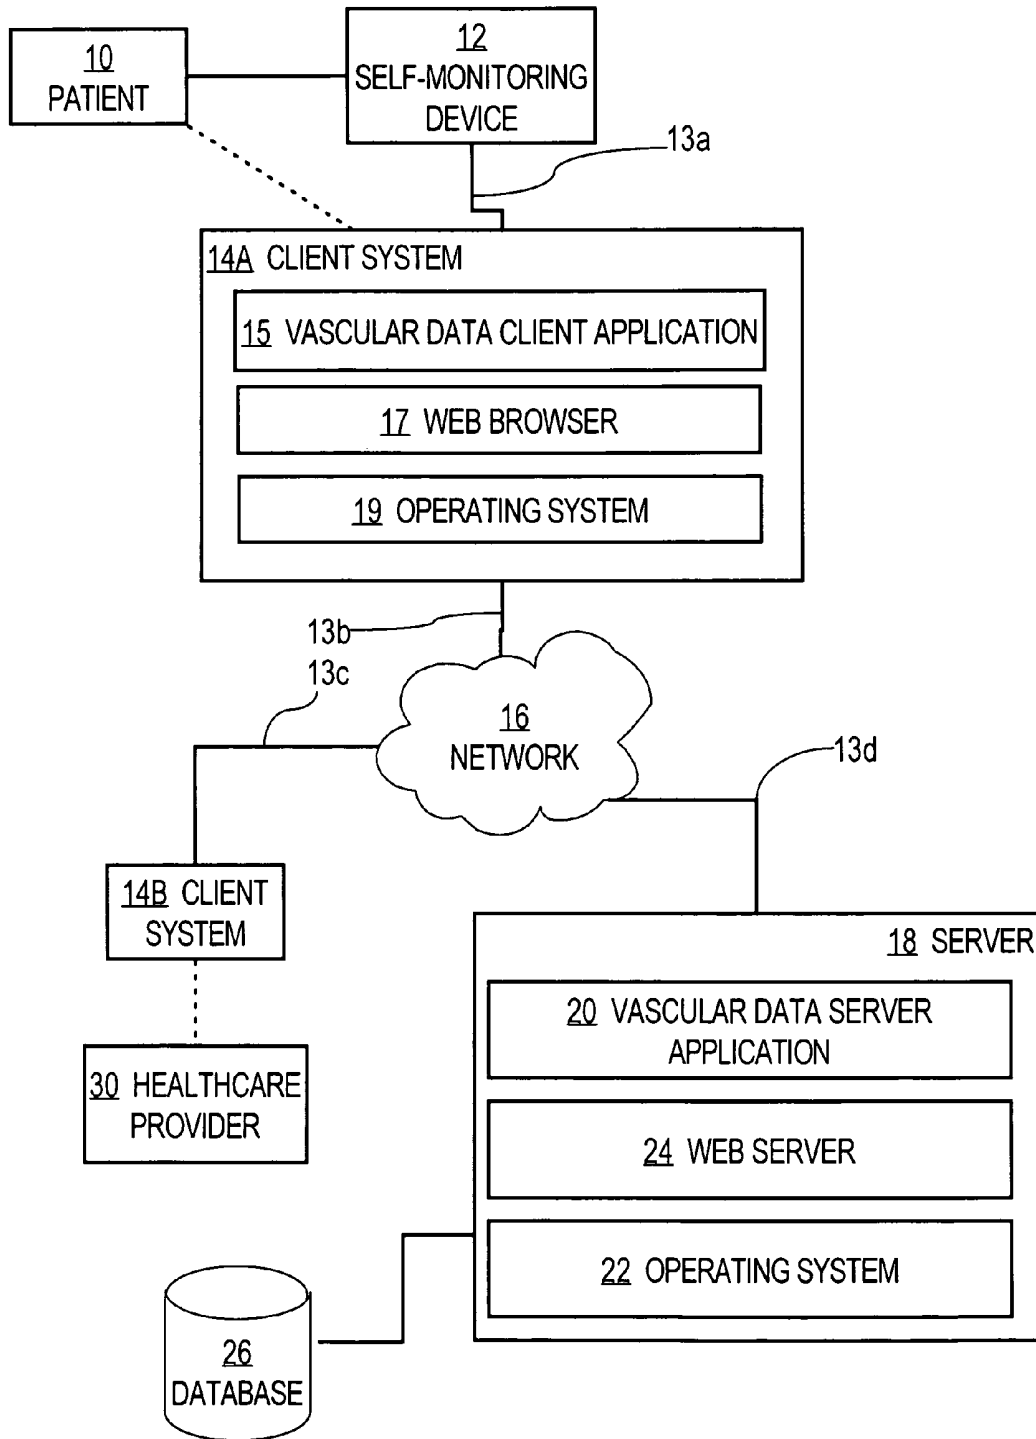 10
PATIENT
12
SELF-MONITORING
DEVICE
13a
14A CLIENT SYSTEM
15 VASCULAR DATA CLIENT APPLICATION
17 WEB BROWSER
19 OPERATING SYSTEM
13b
13c
16
NETWORK
13d
14B CLIENT
SYSTEM
18 SERVER
20 VASCULAR DATA SERVER
APPLICATION
30 HEALTHCARE
PROVIDER
24 WEB SERVER
22 OPERATING SYSTEM
26
DATABASE